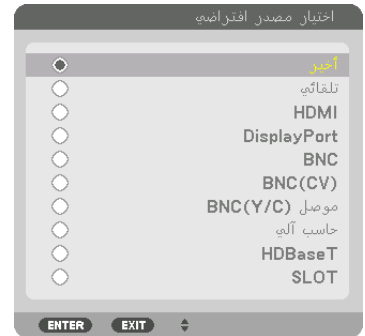 اختيار مصدر افتراضي
أخير
تلقائي
HDMI
DisplayPort
BNC
BNC(CV)
موصل BNC(Y/C)
حاسب آلي
HDBaseT
SLOT
ENTER EXIT